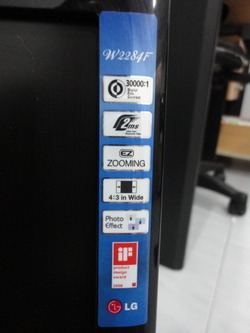 W2284F
30000:1
2ms
EZ
ZOOMING
4:3 in Wide
Photo
Effect
iF
product
design
award
LG